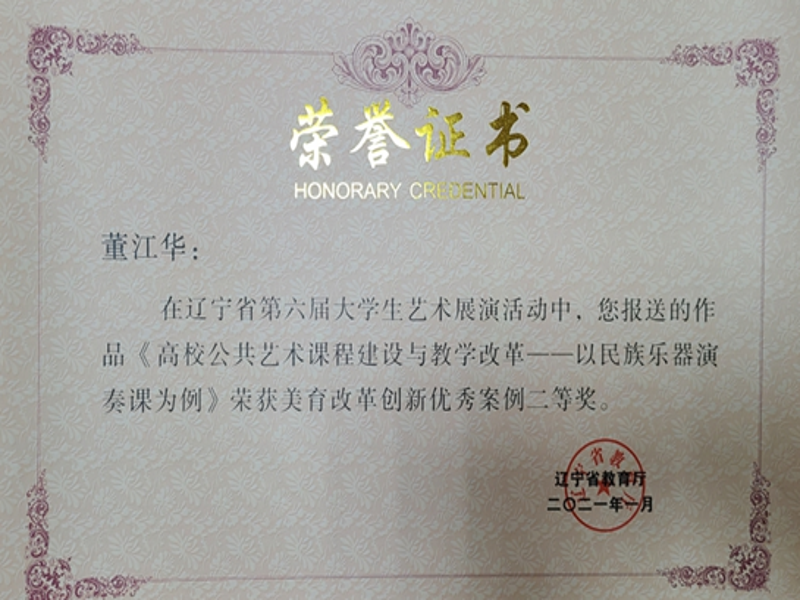 荣誉证书
HONORARY CREDENTIAL
董江华：
在辽宁省第六届大学生艺术展演活动中，您报送的作
品《高校公共艺术课程建设与教学改革——以民族乐器演
奏课为例》荣获美育改革创新优秀案例二等奖。
辽宁省教育厅
二〇二一年一月